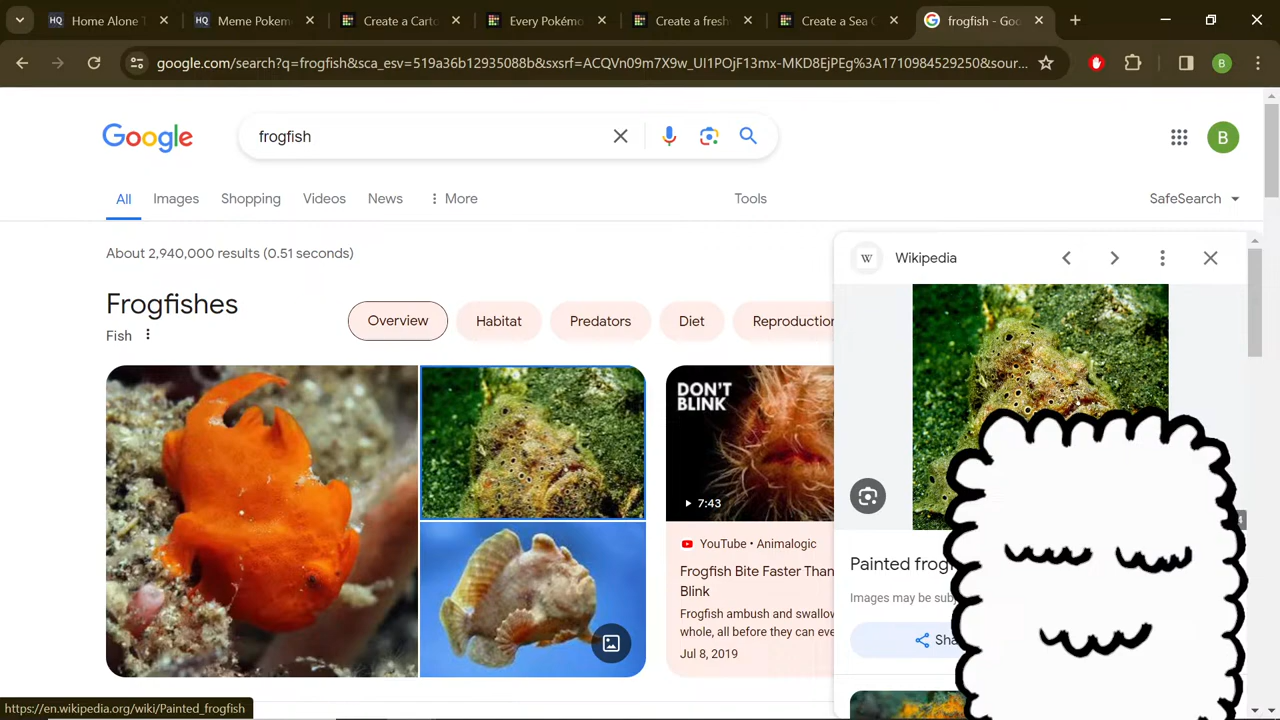 Home Alone T
Meme Pokem
Create a Carto
Every Pokémo
Create a fresh
Create a Sea C
frogfish - Goo
google.com/search?q=frogfish&sca_esv=519a36b12935088b&sxsrf=ACQVn09m7X9w_UI1POjF13mx-MKD8EjPEg%3A1710984529250&sour...
B
Google
frogfish
B
All
Images
Shopping
Videos
News
More
Tools
SafeSearch
About 2,940,000 results (0.51 seconds)
W
Wikipedia
Frogfishes
Fish
Overview
Habitat
Predators
Diet
Reproduction
DON'T
BLINK
7:43
YouTube • Animalogic
Frogfish Bite Faster Than
Blink
Frogfish ambush and swallow
whole, all before they can eve
Jul 8, 2019
Painted frog
Images may be sub
Sha
https://en.wikipedia.org/wiki/Painted_frogfish